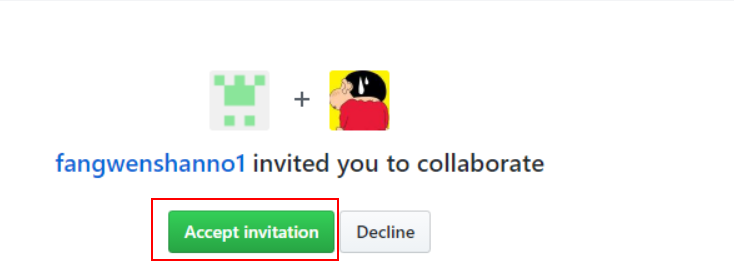 +
fangwenshanno1 invited you to collaborate
Accept invitation Decline